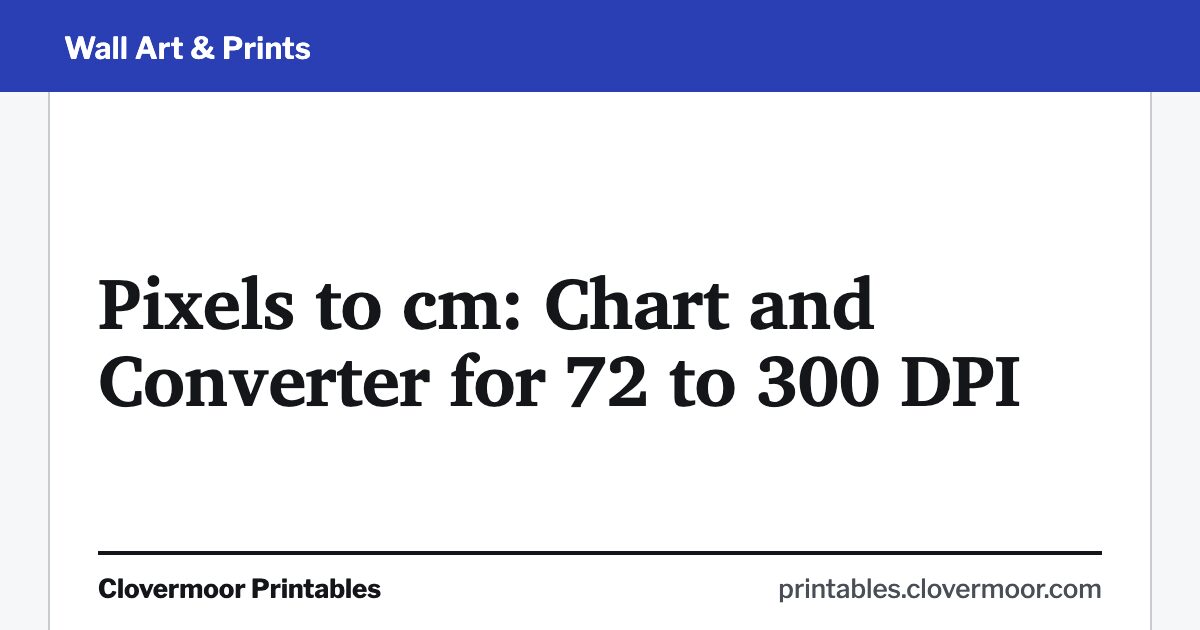 Wall Art & Prints
Pixels to cm: Chart and
Converter for 72 to 300 DPI
Clovermoor Printables
printables.clovermoor.com